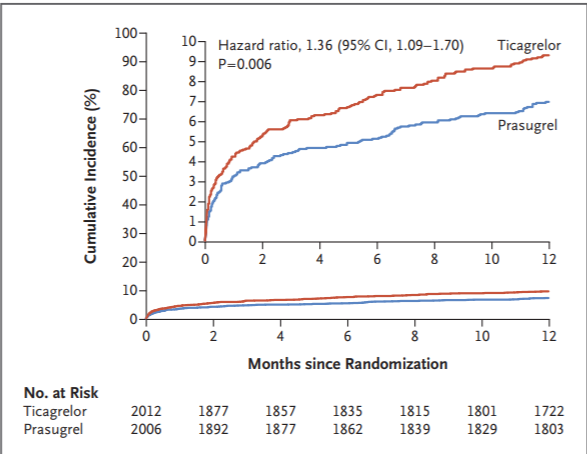 100
90
80
70
60
50
40
30
20
10
0
Cumulative Incidence (%)
10
9
8
7
6
5
4
3
2
1
0
Hazard ratio, 1.36 (95% CI, 1.09–1.70)
P=0.006
Ticagrelor
Prasugrel
0 2 4 6 8 10 12
0 2 4 6 8 10 12
Months since Randomization
No. at Risk
Ticagrelor 2012 1877 1857 1835 1815 1801 1722
Prasugrel 2006 1892 1877 1862 1839 1829 1803